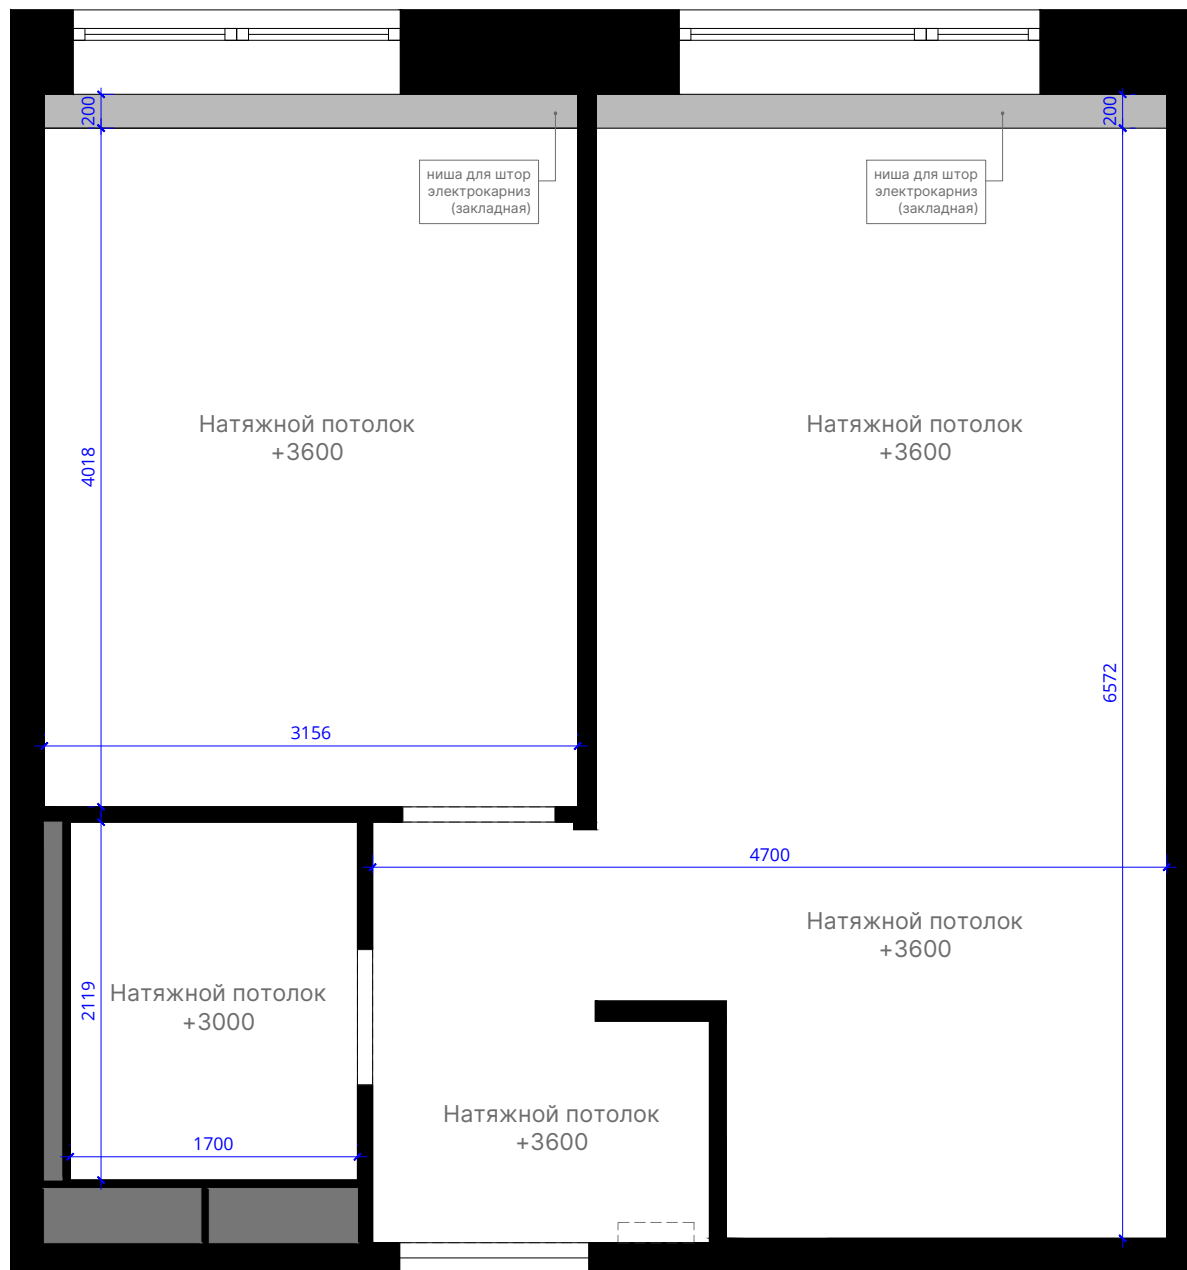 200
200
ниша для штор
электрокарниз
(закладная)
ниша для штор
электрокарниз
(закладная)
Натяжной потолок
+3600
Натяжной потолок
+3600
4018
6572
3156
4700
Натяжной потолок
+3600
2119
Натяжной потолок
+3000
Натяжной потолок
+3600
1700